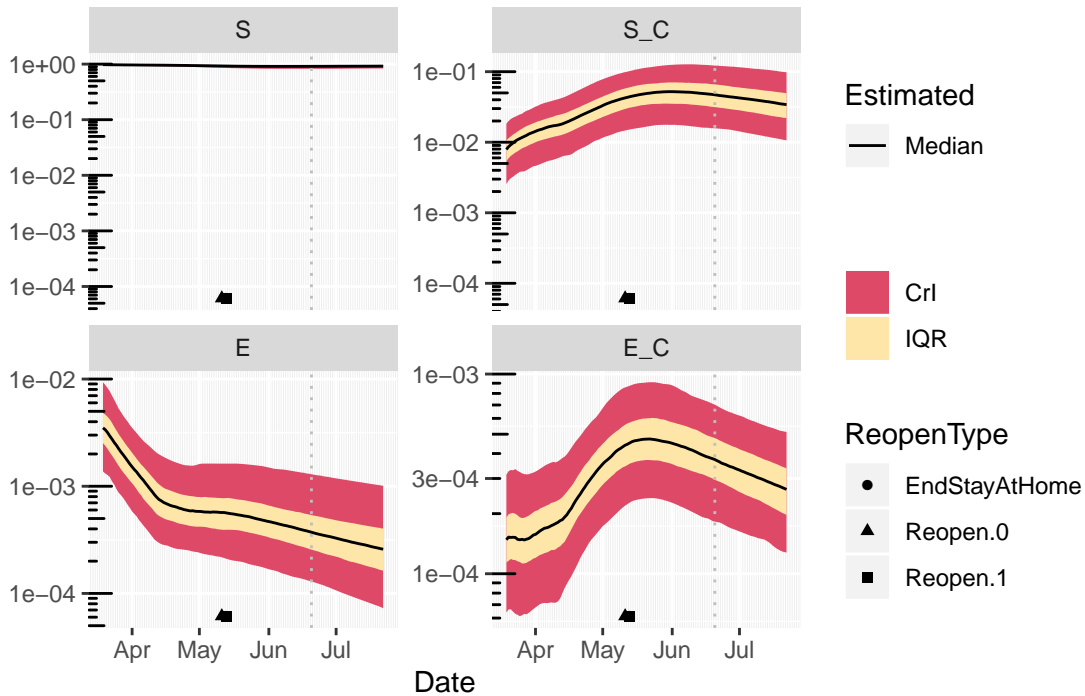 S
S_C
1e+00
1e−01
1e−02
1e−03
1e−04
1e−01
1e−02
1e−03
1e−04
E
E_C
1e−02
1e−03
1e−04
1e−03
3e−04
1e−04
Apr May Jun Jul
Apr May Jun Jul
Date
Estimated
Median
CrI
IQR
ReopenType
EndStayAtHome
Reopen.0
Reopen.1